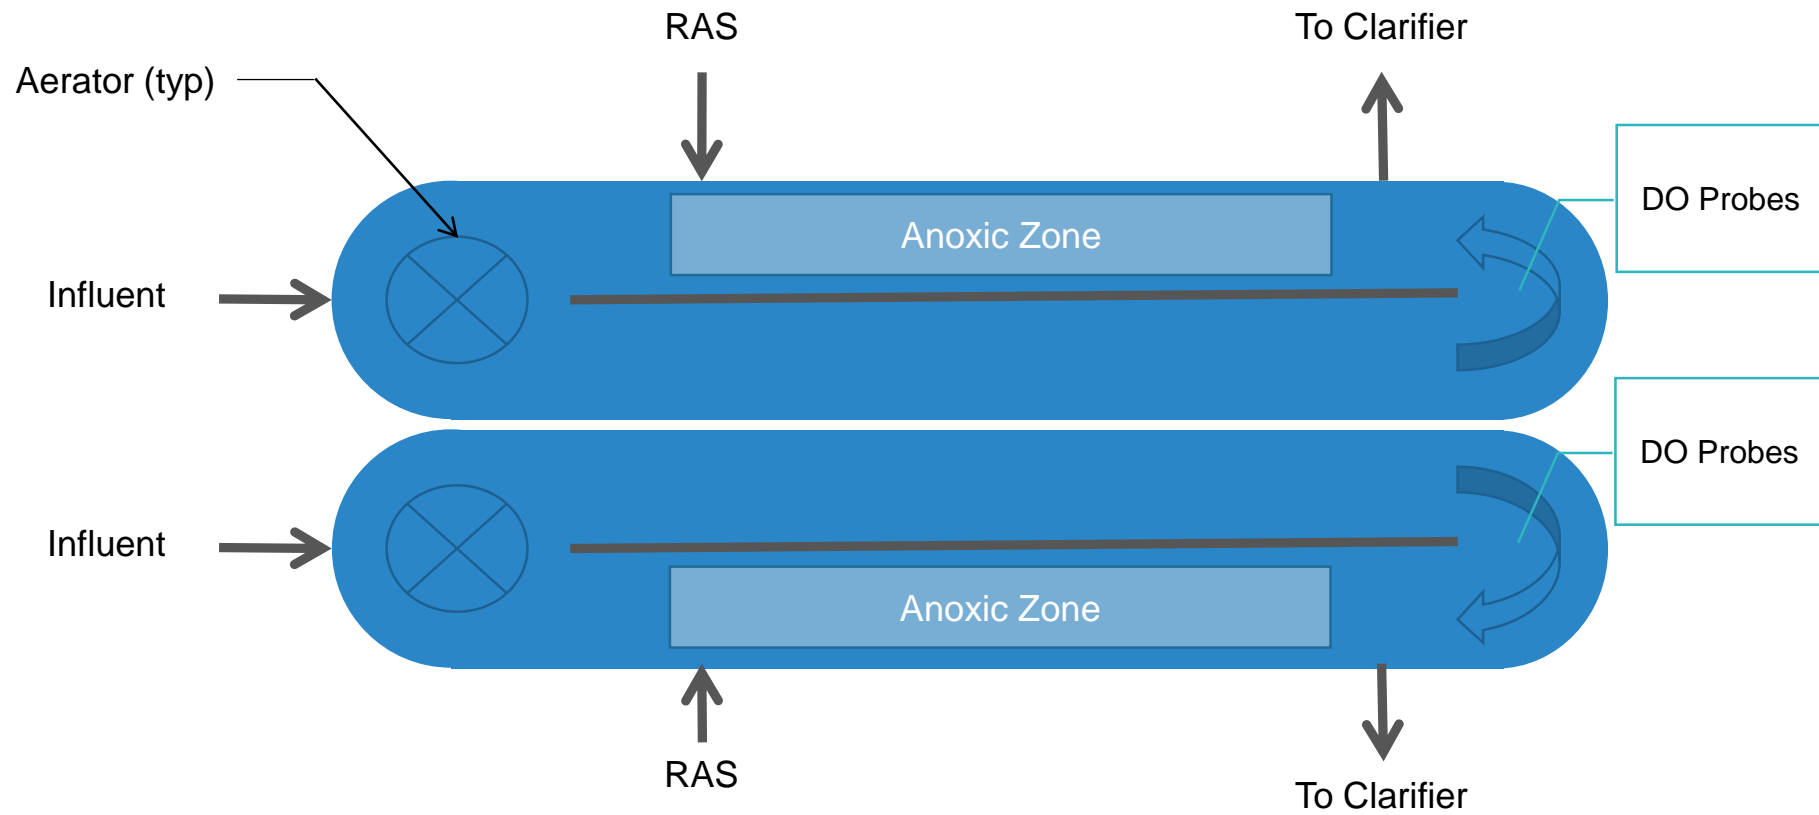 RAS
To Clarifier
Aerator (typ)
DO Probes
Anoxic Zone
Influent
DO Probes
Influent
Anoxic Zone
RAS
To Clarifier